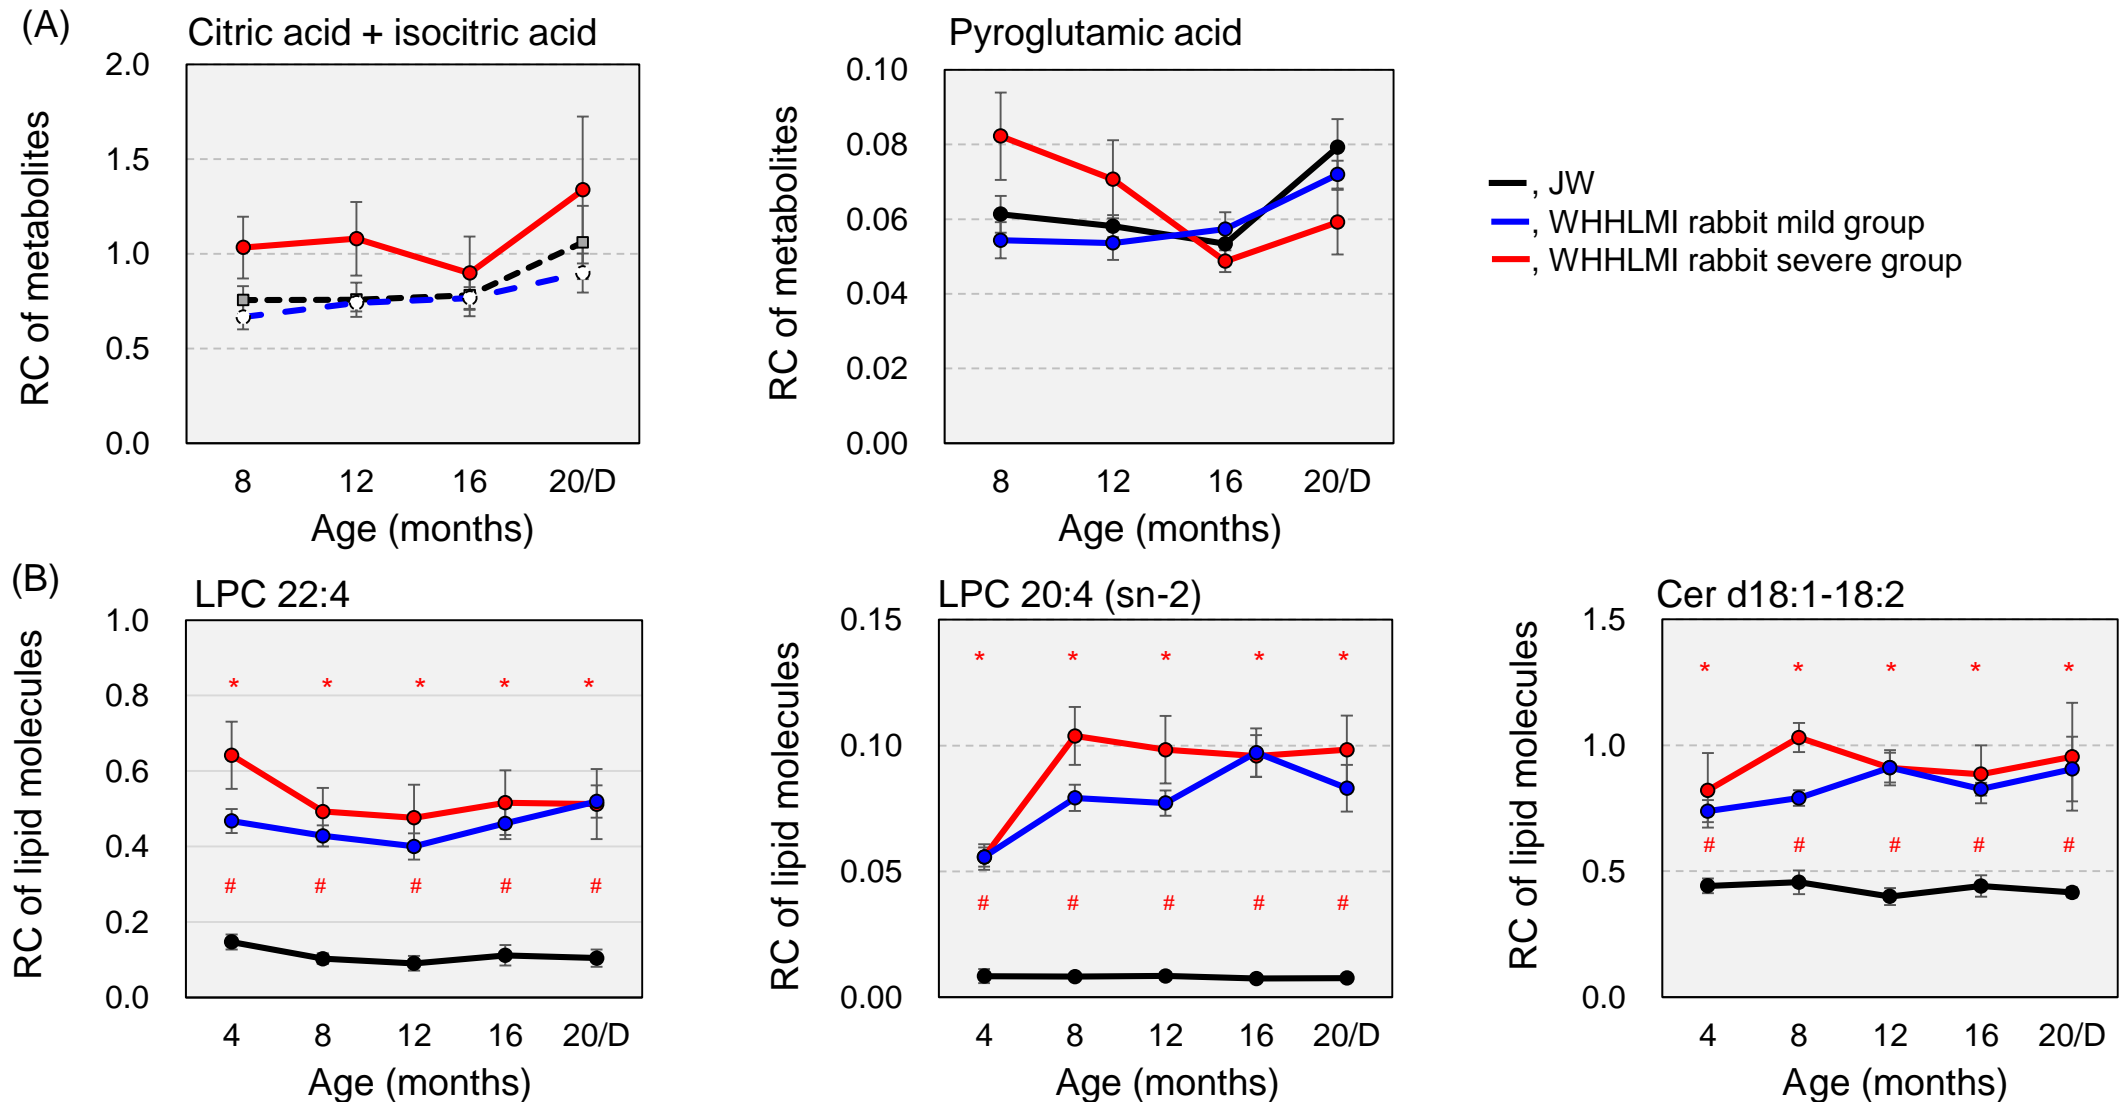 (A)
Citric acid + isocitric acid
RC of metabolites
2.0
1.5
1.0
0.5
0.0
8 12 16 20/D
Age (months)
Pyroglutamic acid
RC of metabolites
0.10
0.08
0.06
0.04
0.02
0.00
8 12 16 20/D
Age (months)
, JW
, WHHLMI rabbit mild group
, WHHLMI rabbit severe group
(B)
LPC 22:4
RC of lipid molecules
1.0
0.8
0.6
0.4
0.2
0.0
* * * * *
# # # # #
4 8 12 16 20/D
Age (months)
LPC 20:4 (sn-2)
RC of lipid molecules
0.15
0.10
0.05
0.00
* * * * *
# # # # #
4 8 12 16 20/D
Age (months)
Cer d18:1-18:2
RC of lipid molecules
1.5
1.0
0.5
0.0
* * * * *
# # # # #
4 8 12 16 20/D
Age (months)